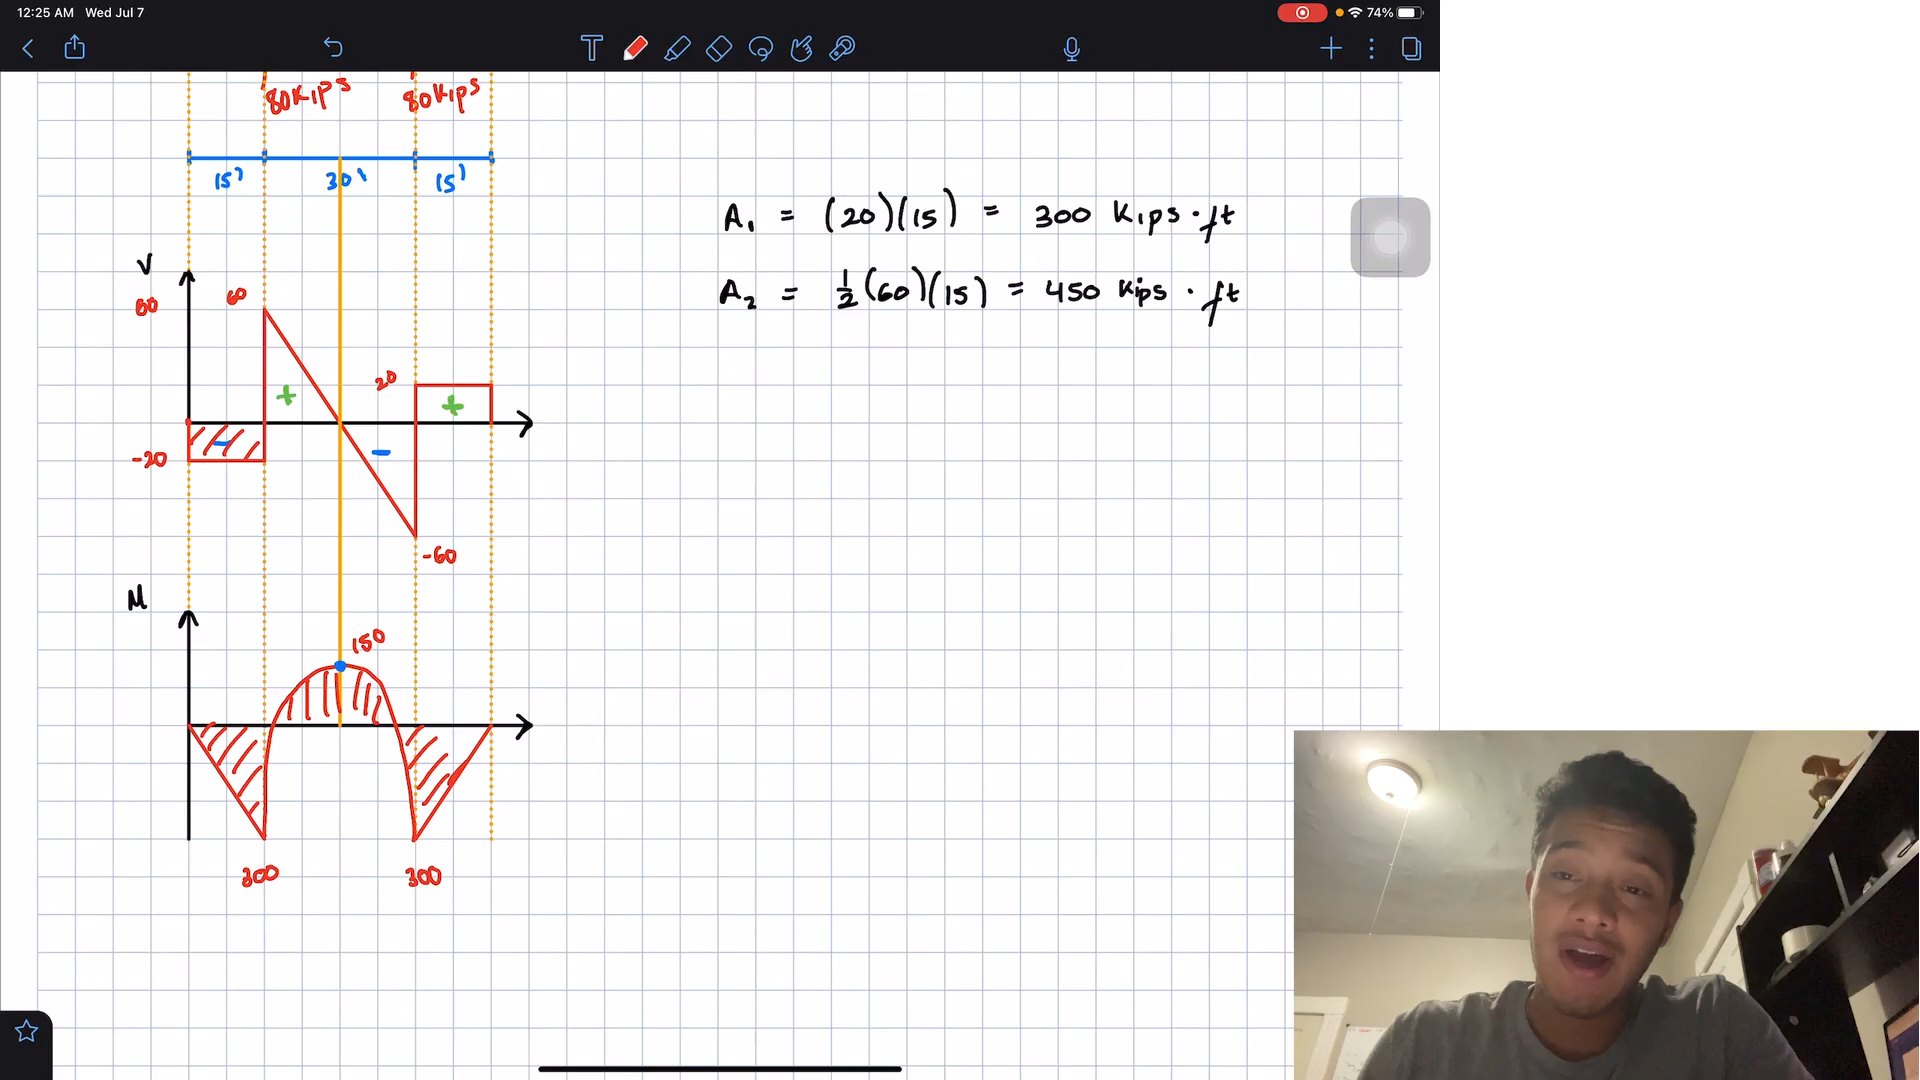 12:25 AM Wed Jul 7
74%
80Kips 80Kips
15' 30' 15'
A₁ = (20)(15) = 300 Kips·ft
V
80 60
A₂ = ½(60)(15) = 450 Kips·ft
+
20
+
-
-
-20
-60
M
150
300 300